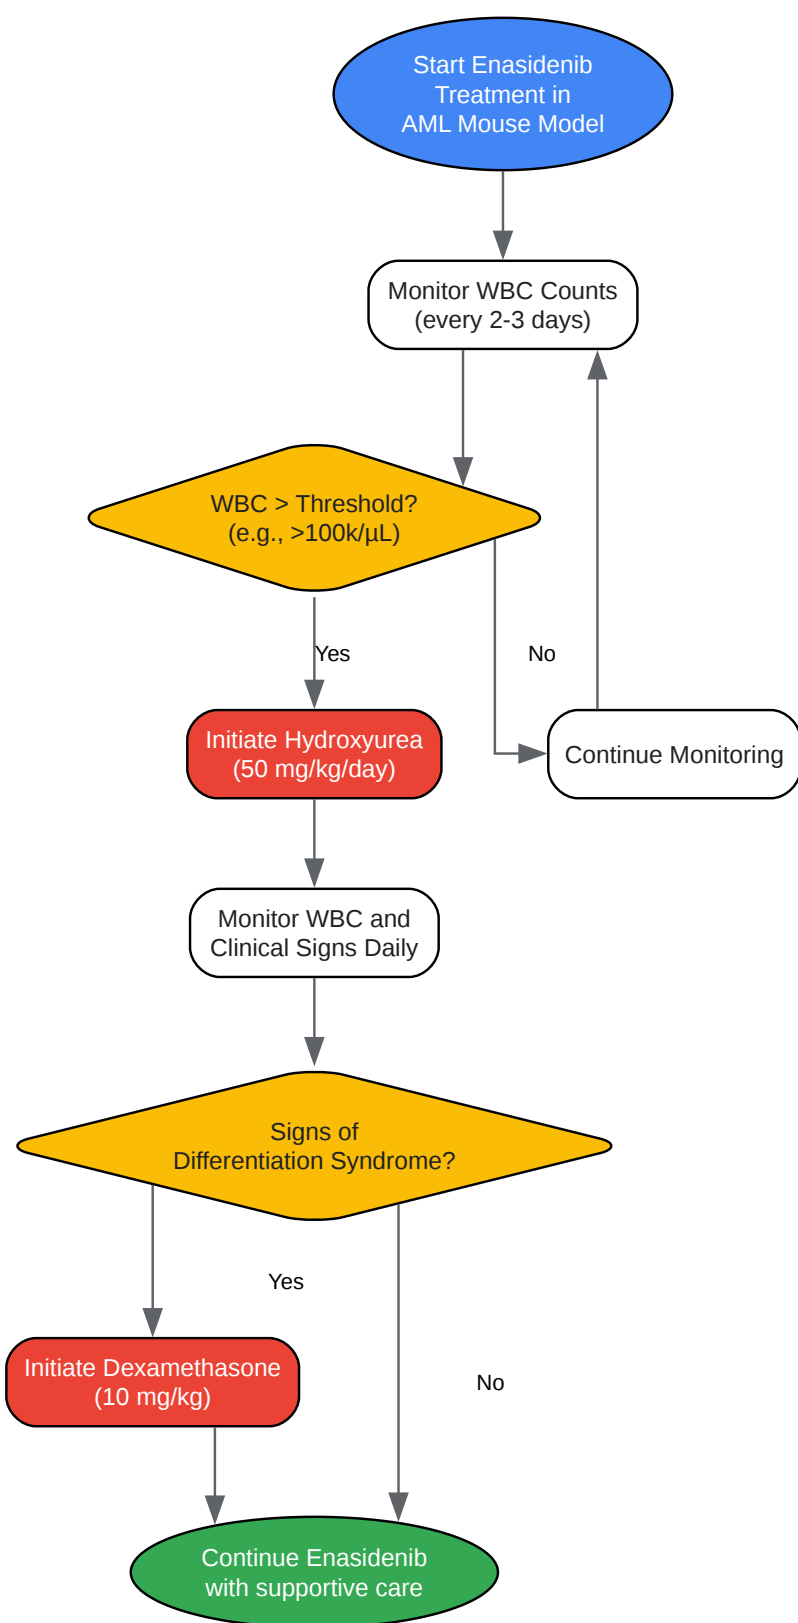 Start Enasidenib
Treatment in
AML Mouse Model
Monitor WBC Counts
(every 2-3 days)
WBC > Threshold?
(e.g., >100k/µL)
Yes
No
Initiate Hydroxyurea
(50 mg/kg/day)
Continue Monitoring
Monitor WBC and
Clinical Signs Daily
Signs of
Differentiation Syndrome?
Yes
Initiate Dexamethasone
(10 mg/kg)
No
Continue Enasidenib
with supportive care